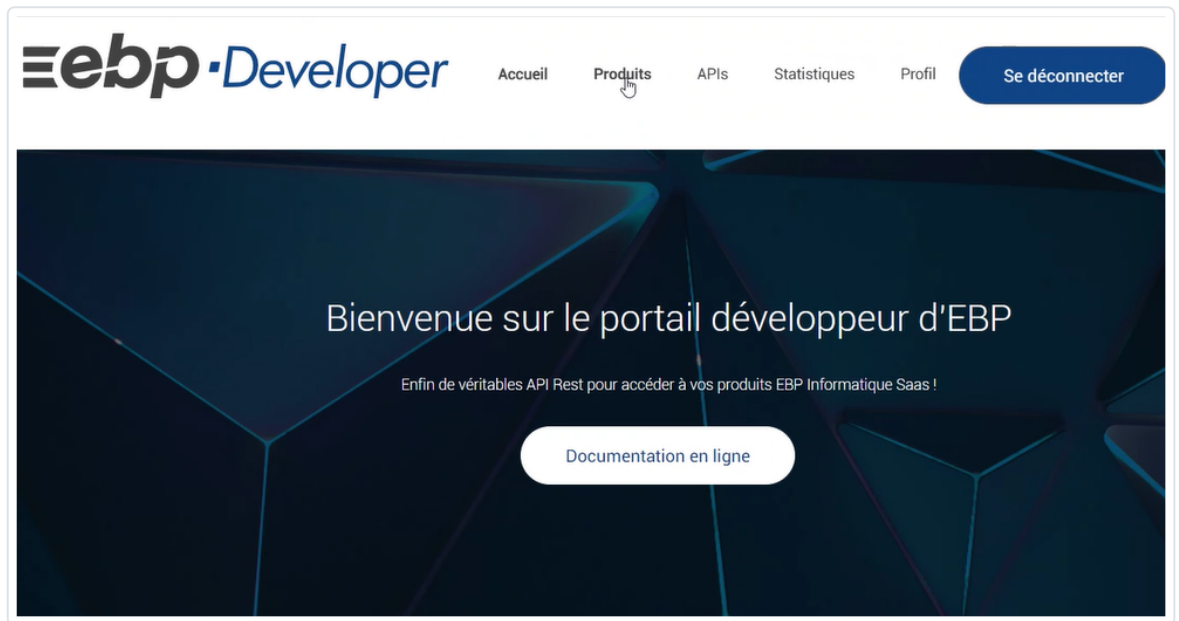 ebp·Developer
Accueil Produits APIs Statistiques Profil Se déconnecter
Bienvenue sur le portail développeur d'EBP
Enfin de véritables API Rest pour accéder à vos produits EBP Informatique Saas !
Documentation en ligne